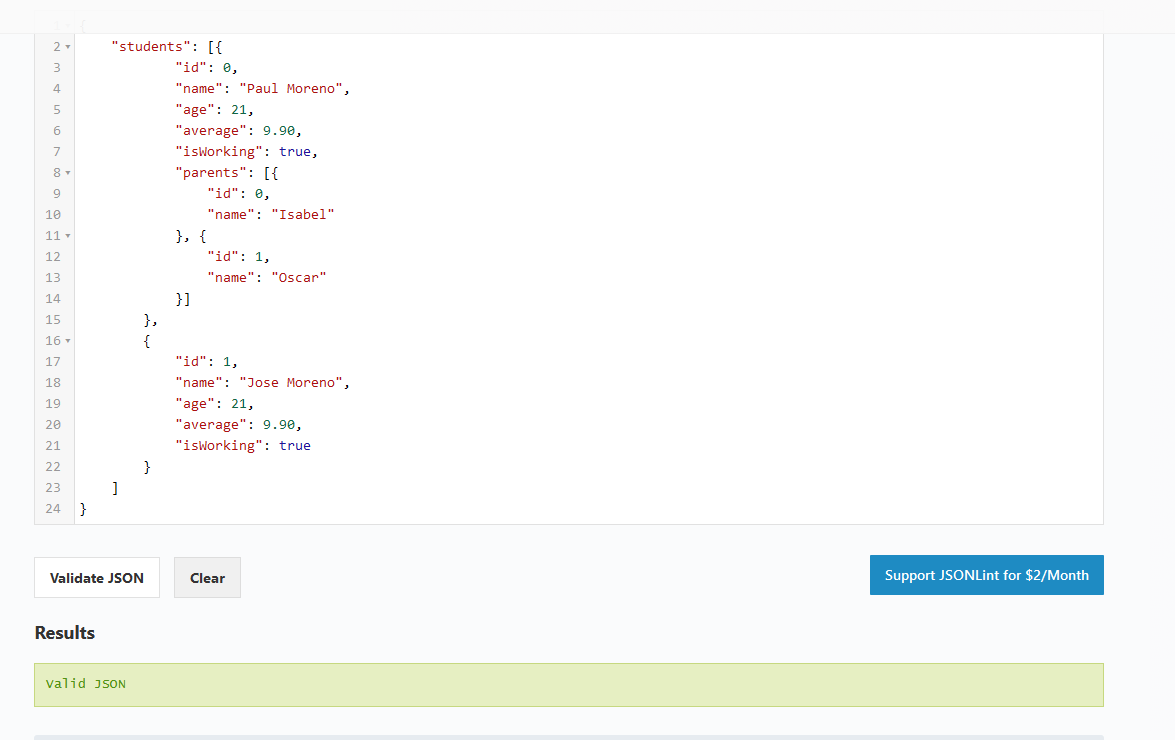 2 "students": [{
3 "id": 0,
4 "name": "Paul Moreno",
5 "age": 21,
6 "average": 9.90,
7 "isWorking": true,
8 "parents": [{
9 "id": 0,
10 "name": "Isabel"
11 }, {
12 "id": 1,
13 "name": "Oscar"
14 }]
15 },
16 {
17 "id": 1,
18 "name": "Jose Moreno",
19 "age": 21,
20 "average": 9.90,
21 "isWorking": true
22 }
23 ]
24 }
Validate JSON Clear Support JSONLint for $2/Month
Results
Valid JSON